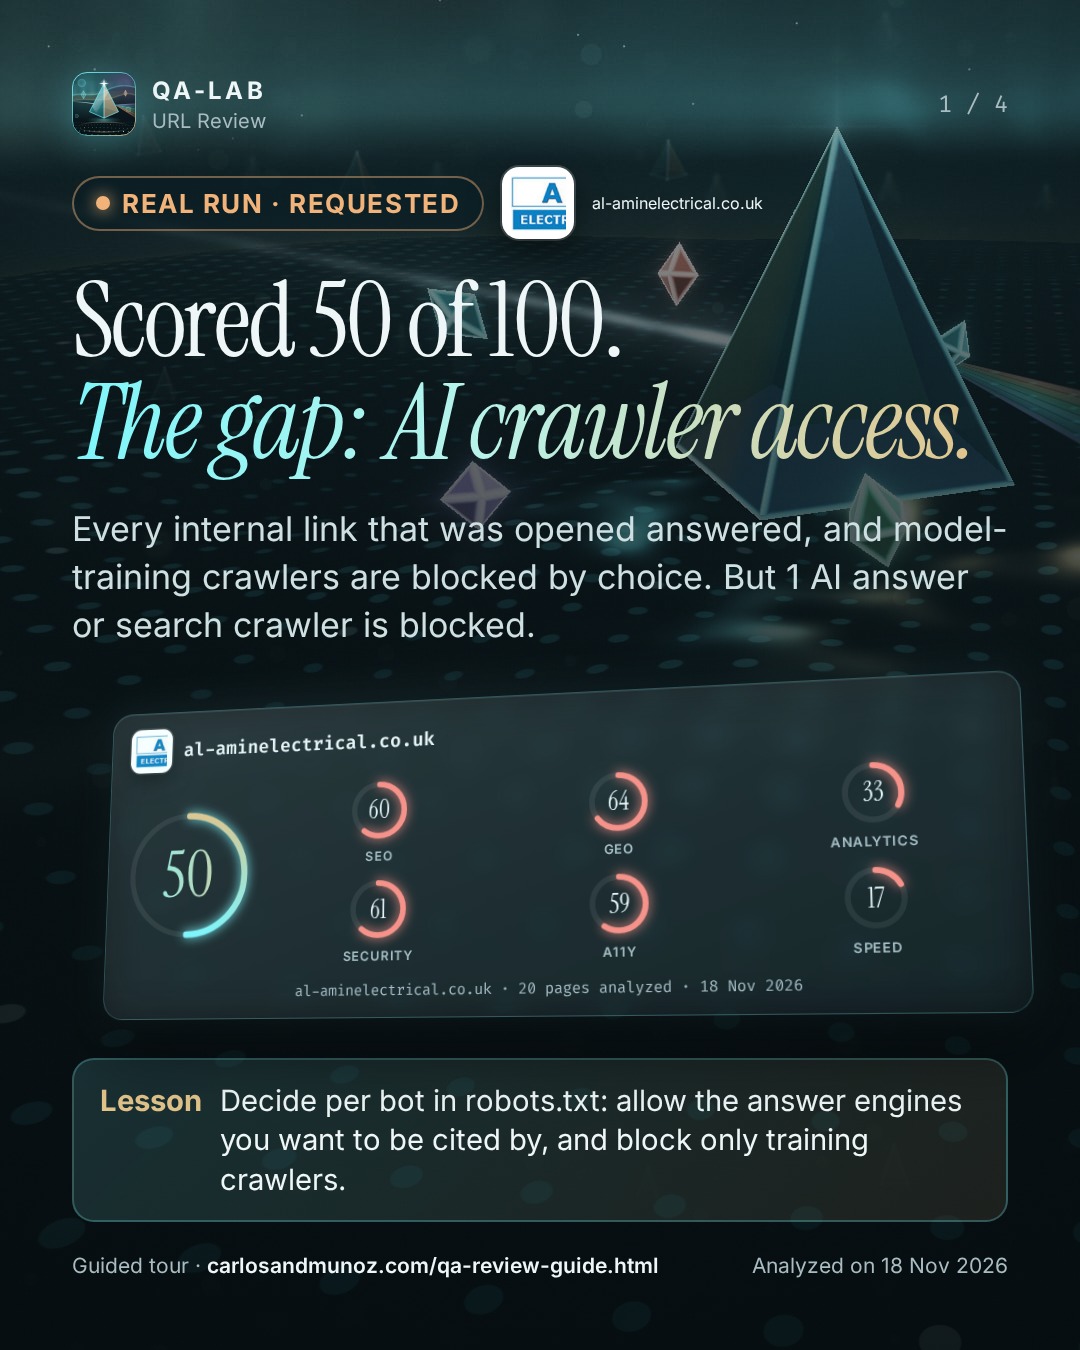 QA-LAB
URL Review
1 / 4
REAL RUN · REQUESTED
A
ELECTR
al-aminelectrical.co.uk
Scored 50 of 100.
The gap: AI crawler access.
Every internal link that was opened answered, and model-
training crawlers are blocked by choice. But 1 AI answer
or search crawler is blocked.
A
ELECTR
al-aminelectrical.co.uk
50
60
SEO
64
GEO
33
ANALYTICS
61
SECURITY
59
A11Y
17
SPEED
al-aminelectrical.co.uk · 20 pages analyzed · 18 Nov 2026
Lesson Decide per bot in robots.txt: allow the answer engines
you want to be cited by, and block only training
crawlers.
Guided tour · carlosandmunoz.com/qa-review-guide.html
Analyzed on 18 Nov 2026